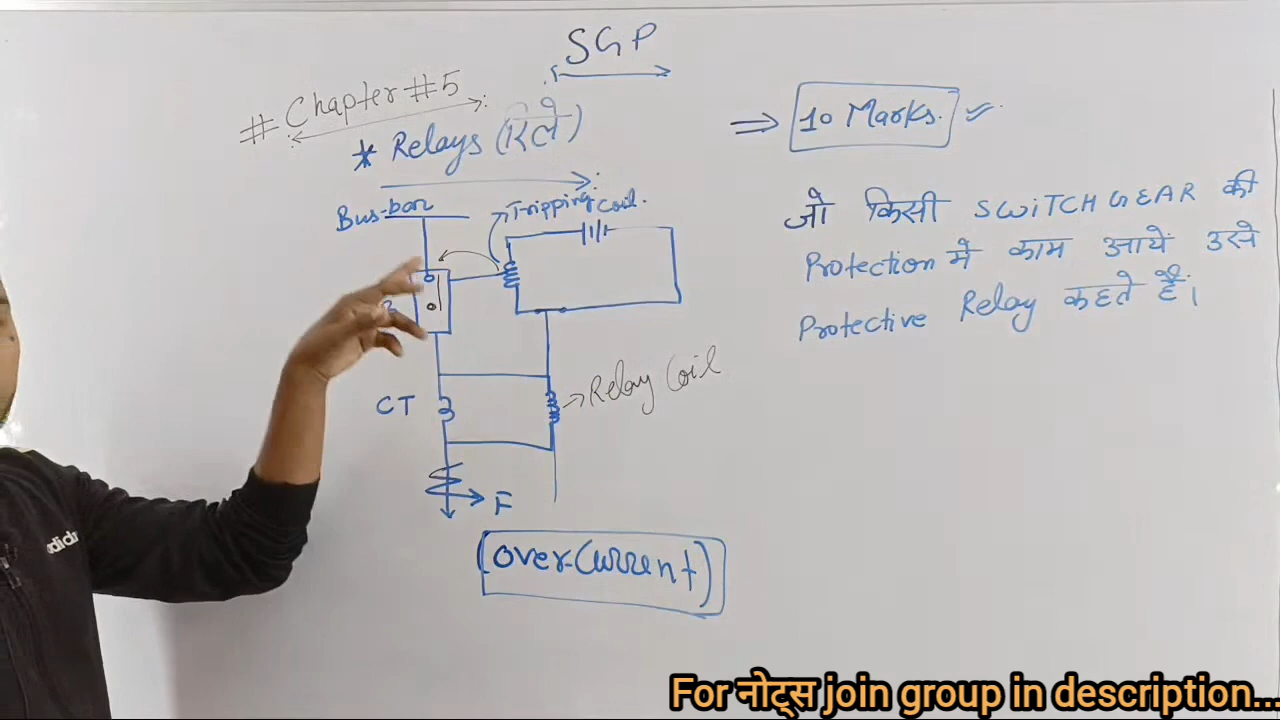 SGP
# Chapter #5
* Relays (रिले)
⇒ 10 Marks.
Bus-bar
Tripping coil.
CT
Relay Coil
F
(over-Current)
जो किसी SWITCHGEAR की
Protection मे काम आयें उसे
Protective Relay कहते हैं।
adida
For नोट्स join group in description...